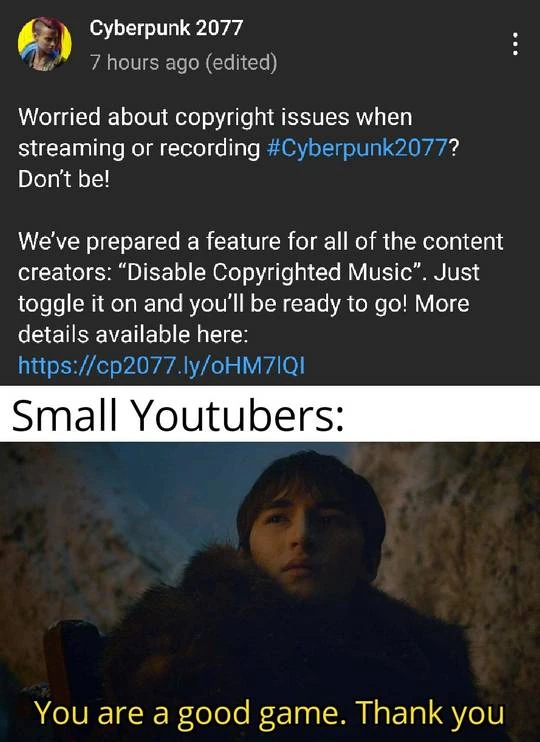 Cyberpunk 2077
7 hours ago (edited)
Worried about copyright issues when
streaming or recording #Cyberpunk2077?
Don't be!
We've prepared a feature for all of the content
creators: “Disable Copyrighted Music”. Just
toggle it on and you'll be ready to go! More
details available here:
https://cp2077.ly/oHM7lQI
Small Youtubers:
You are a good game. Thank you